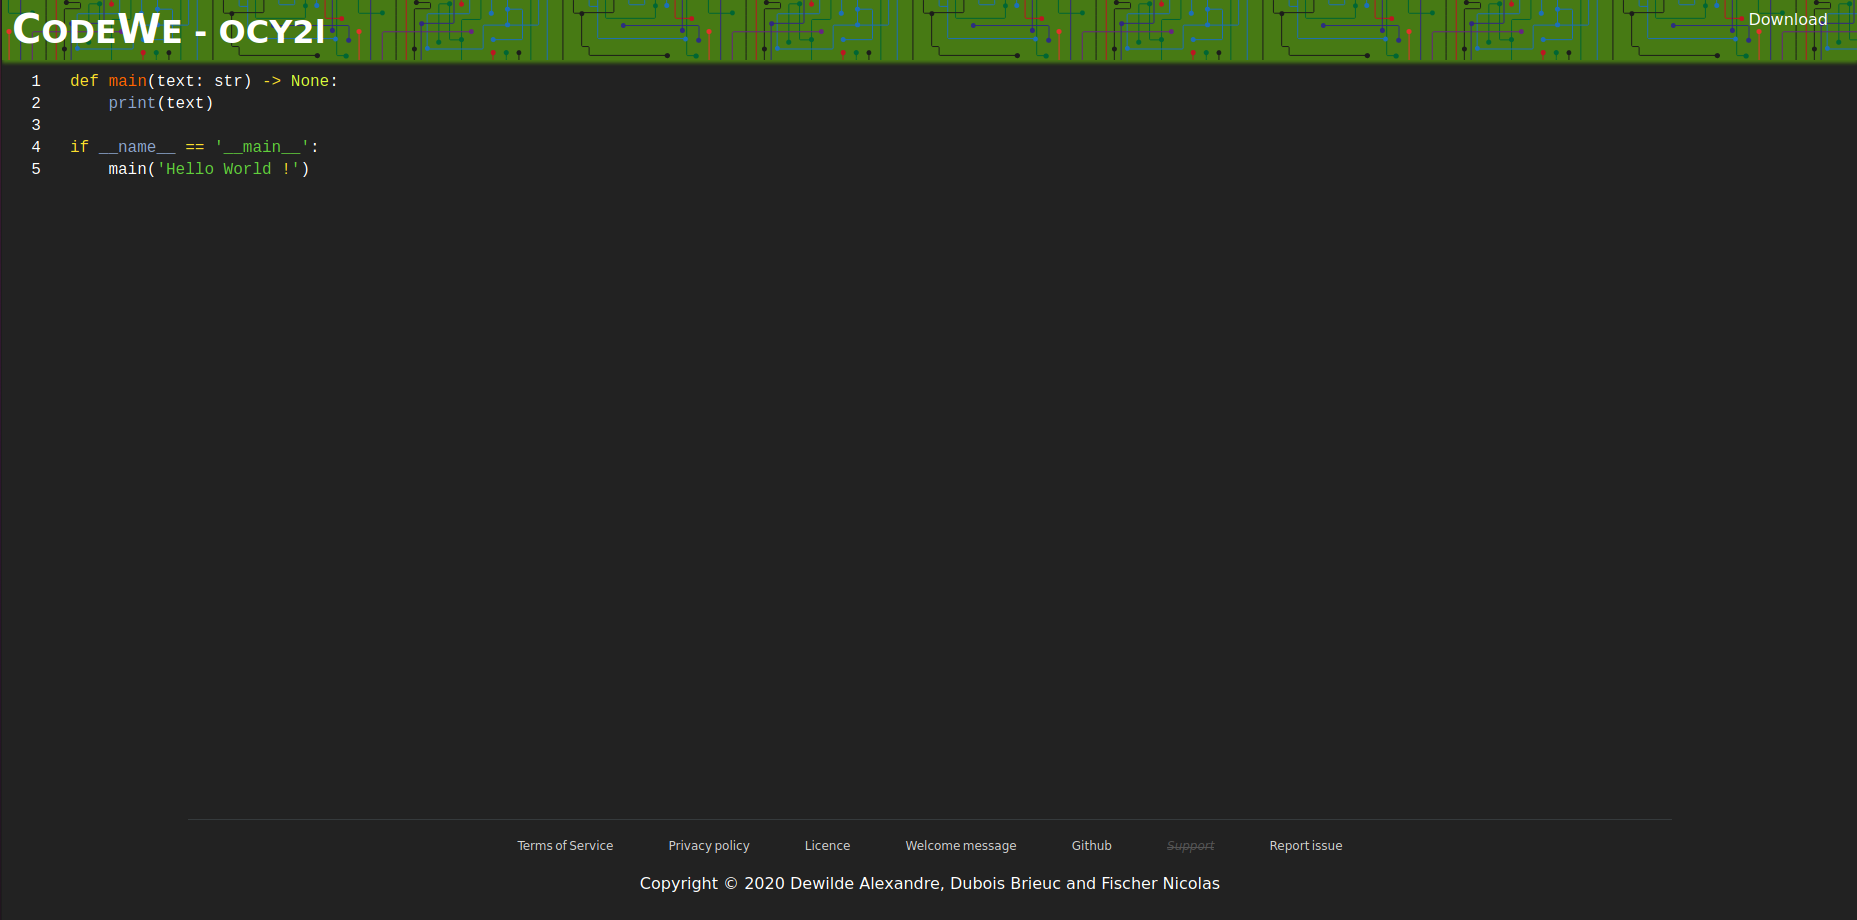 CODEWE - OCY2l
Download
1 def main(text: str) -> None:
2     print(text)
3
4 if __name__ == '__main__':
5     main('Hello World !')
Terms of Service Privacy policy Licence Welcome message Github Support Report issue
Copyright © 2020 Dewilde Alexandre, Dubois Brieuc and Fischer Nicolas